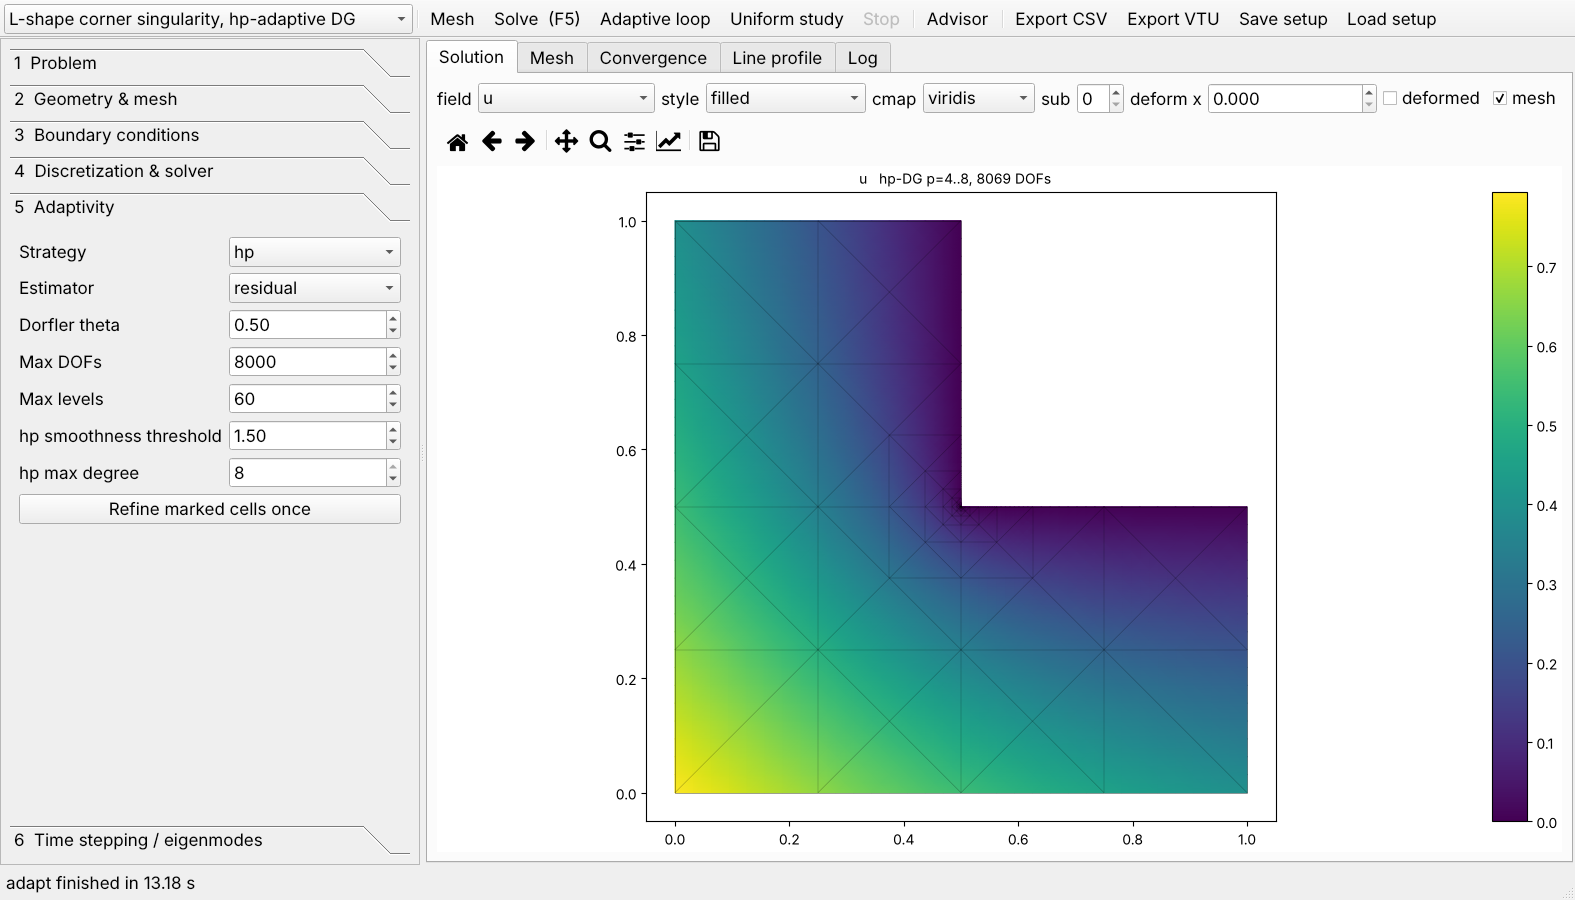 L-shape corner singularity, hp-adaptive DG Mesh Solve (F5) Adaptive loop Uniform study Stop Advisor Export CSV Export VTU Save setup Load setup
1 Problem
2 Geometry & mesh
3 Boundary conditions
4 Discretization & solver
5 Adaptivity
Strategy hp
Estimator residual
Dorfler theta 0.50
Max DOFs 8000
Max levels 60
hp smoothness threshold 1.50
hp max degree 8
Refine marked cells once
6 Time stepping / eigenmodes
Solution Mesh Convergence Line profile Log
field u style filled cmap viridis sub 0 deform x 0.000 deformed mesh
u hp-DG p=4..8, 8069 DOFs
1.0
0.8
0.6
0.4
0.2
0.0
0.0 0.2 0.4 0.6 0.8 1.0
0.7
0.6
0.5
0.4
0.3
0.2
0.1
0.0
adapt finished in 13.18 s